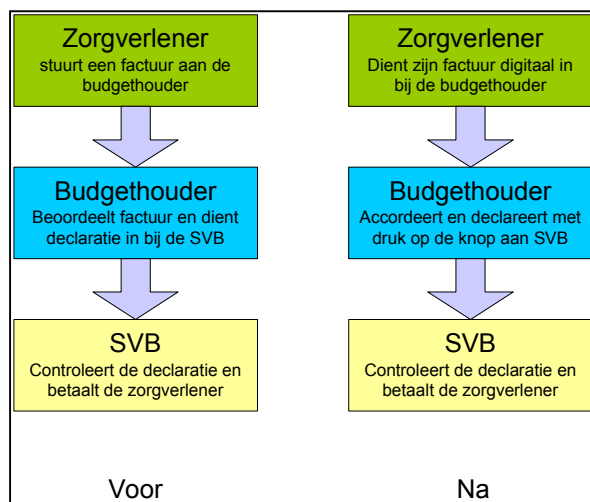 Zorgverlener
stuurt een factuur aan de
budgethouder
Budgethouder
Beoordeelt factuur en dient
declaratie in bij de SVB
SVB
Controleert de declaratie en
betaalt de zorgverlener
Voor
Zorgverlener
Dient zijn factuur digitaal in
bij de budgethouder
Budgethouder
Accordeert en declareert met
druk op de knop aan SVB
SVB
Controleert de declaratie en
betaalt de zorgverlener
Na